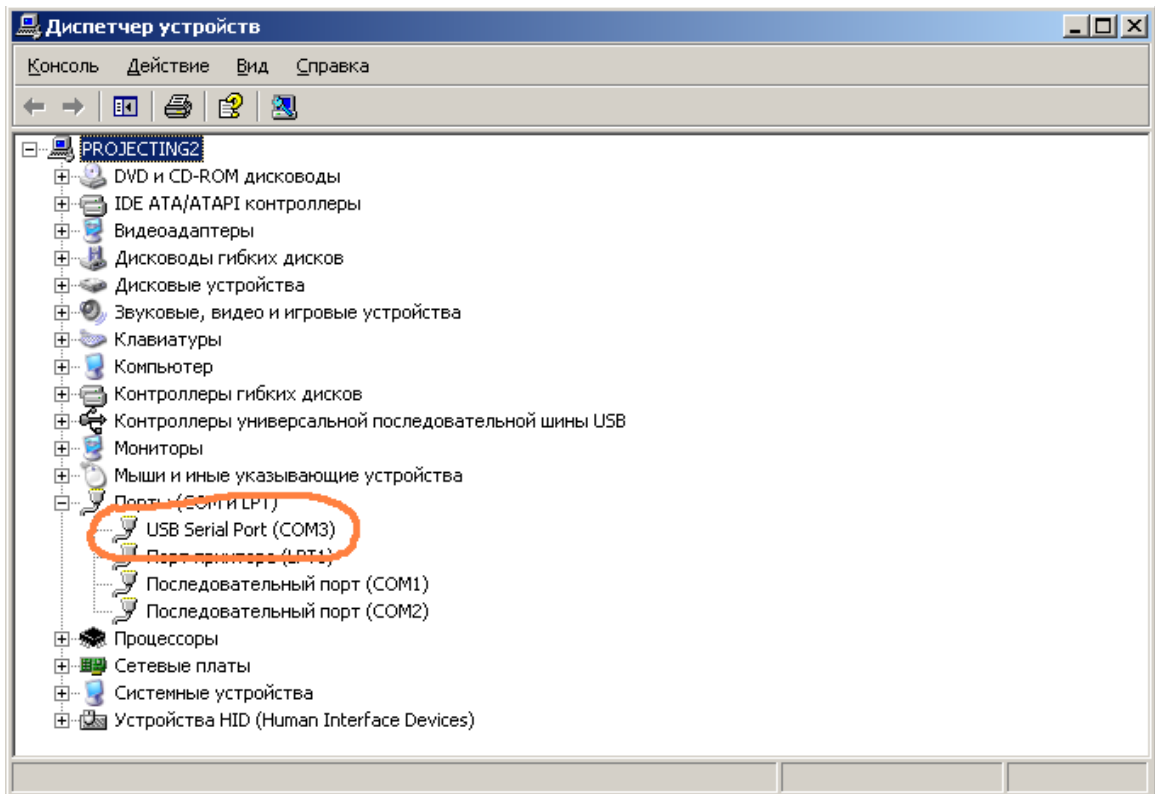 Диспетчер устройств
Консоль Действие Вид Справка
PROJECTING2
DVD и CD-ROM дисководы
IDE ATA/ATAPI контроллеры
Видеоадаптеры
Дисководы гибких дисков
Дисковые устройства
Звуковые, видео и игровые устройства
Клавиатуры
Компьютер
Контроллеры гибких дисков
Контроллеры универсальной последовательной шины USB
Мониторы
Мыши и иные указывающие устройства
Порты (COM и LPT)
USB Serial Port (COM3)
Порт принтера (LPT1)
Последовательный порт (COM1)
Последовательный порт (COM2)
Процессоры
Сетевые платы
Системные устройства
Устройства HID (Human Interface Devices)